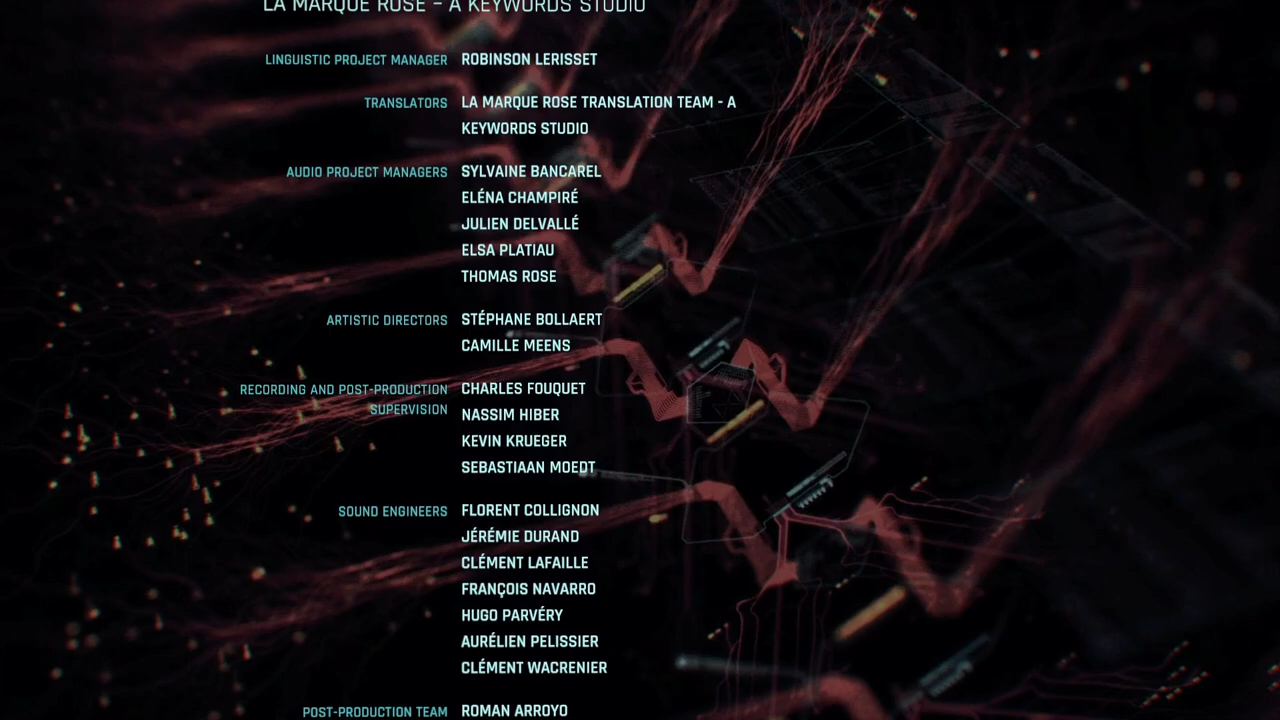 LA MARQUE ROSE – A KEYWORDS STUDIO
LINGUISTIC PROJECT MANAGER ROBINSON LERISSET
TRANSLATORS LA MARQUE ROSE TRANSLATION TEAM - A
KEYWORDS STUDIO
AUDIO PROJECT MANAGERS SYLVAINE BANCAREL
ELÉNA CHAMPIRÉ
JULIEN DELVALLÉ
ELSA PLATIAU
THOMAS ROSE
ARTISTIC DIRECTORS STÉPHANE BOLLAERT
CAMILLE MEENS
RECORDING AND POST-PRODUCTION CHARLES FOUQUET
SUPERVISION NASSIM HIBER
KEVIN KRUEGER
SEBASTIAAN MOEDT
SOUND ENGINEERS FLORENT COLLIGNON
JÉRÉMIE DURAND
CLÉMENT LAFAILLE
FRANÇOIS NAVARRO
HUGO PARVÉRY
AURÉLIEN PELISSIER
CLÉMENT WACRENIER
POST-PRODUCTION TEAM ROMAN ARROYO